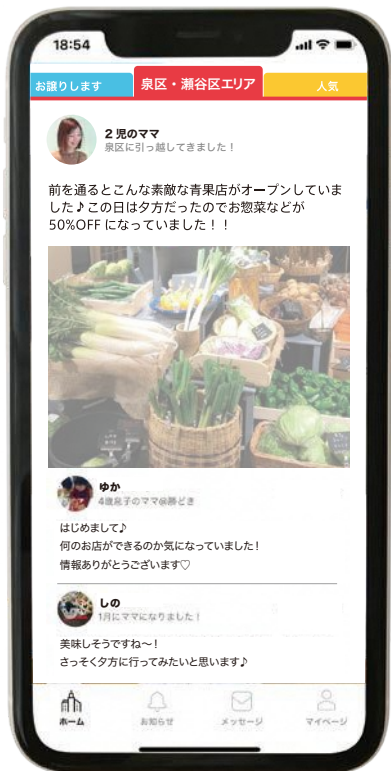 18:54
お譲りします
泉区・瀬谷区エリア
人気
2児のママ
泉区に引っ越してきました！
前を通るとこんな素敵な青果店がオープンしていま
した♪この日は夕方だったのでお惣菜などが
50%OFFになっていました！！
ゆか
4歳息子のママ@勝どき
はじめまして♪
何のお店ができるのか気になっていました！
情報ありがとうございます♡
しの
1月にママになりました！
美味しそうですね〜！
さっそく夕方に行ってみたいと思います♪
ホーム
お知らせ
メッセージ
マイページ